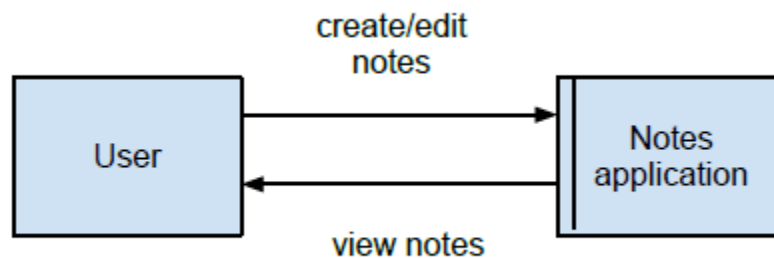 create/edit
notes
User
Notes
application
view notes